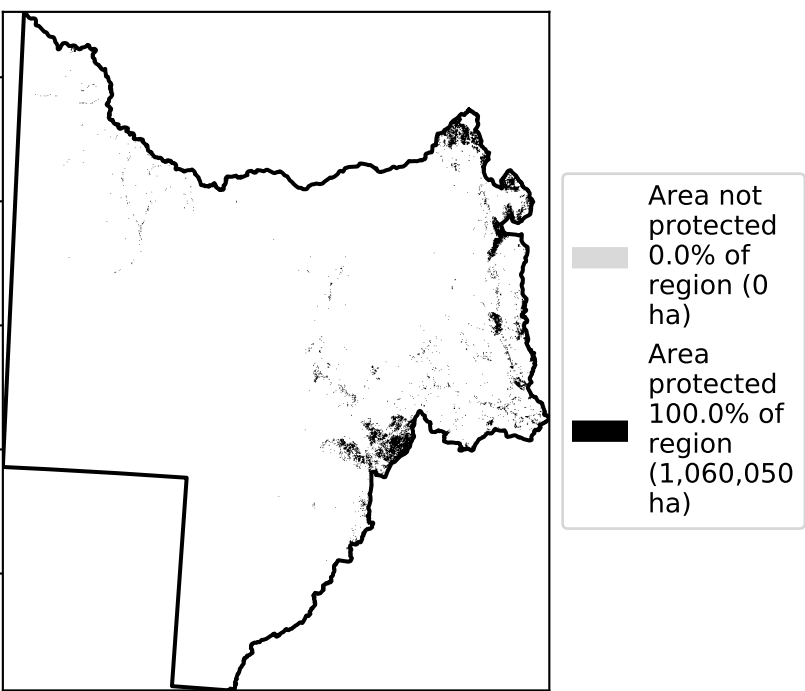 Area not
protected
0.0% of
region (0
ha)
Area
protected
100.0% of
region
(1,060,050
ha)